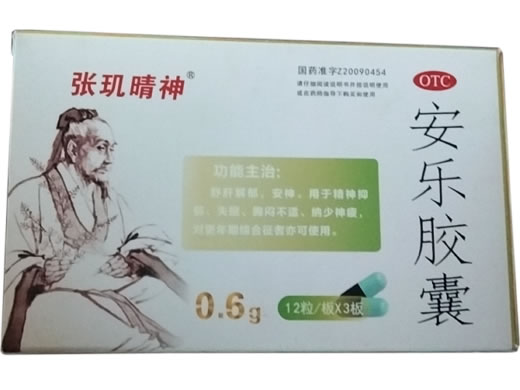 张玑晴神®
国药准字Z20090454
请仔细阅读说明书并按说明使用
或在药师指导下购买和使用
OTC
安乐胶囊
功能主治:
舒肝解郁、安神。用于精神抑
郁、失眠、胸闷不适、纳少神疲,
对更年期综合征者亦可使用。
0.6g
12粒/板X3板